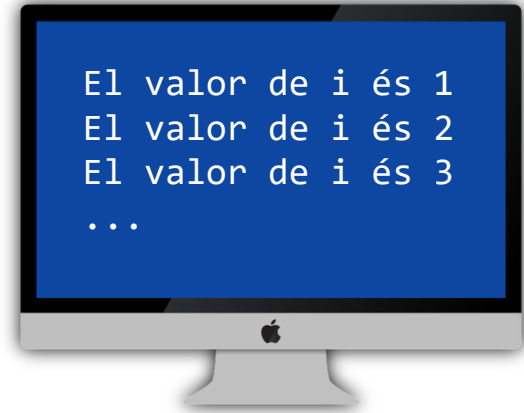 El valor de i és 1
El valor de i és 2
El valor de i és 3
...